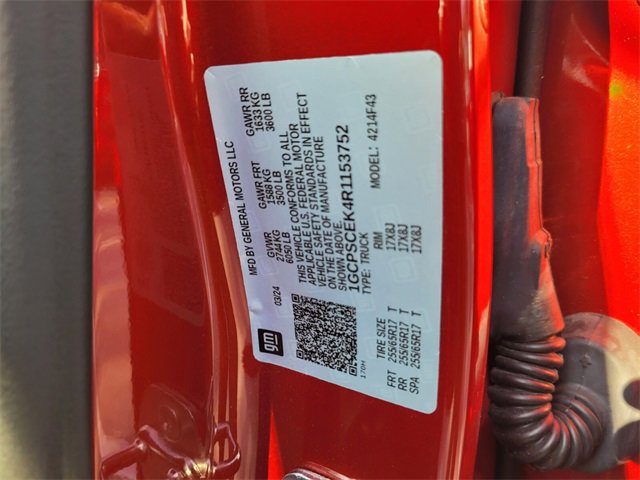 MFD BY GENERAL MOTORS LLC
gm
03/24
GVWR
2744 KG
6050 LB
GAWR FRT
1588 KG
3500 LB
GAWR RR
1633 KG
3600 LB
THIS VEHICLE CONFORMS TO ALL
APPLICABLE U.S. FEDERAL MOTOR
VEHICLE SAFETY STANDARDS IN EFFECT
ON THE DATE OF MANUFACTURE
SHOWN ABOVE.
1GCPSCEK4R1153752
TYPE: TRUCK MODEL: 4214F43
170H
TIRE SIZE RIM
FRT 255/65R17 T 17X8J
RR 255/65R17 T 17X8J
SPA 255/65R17 T 17X8J